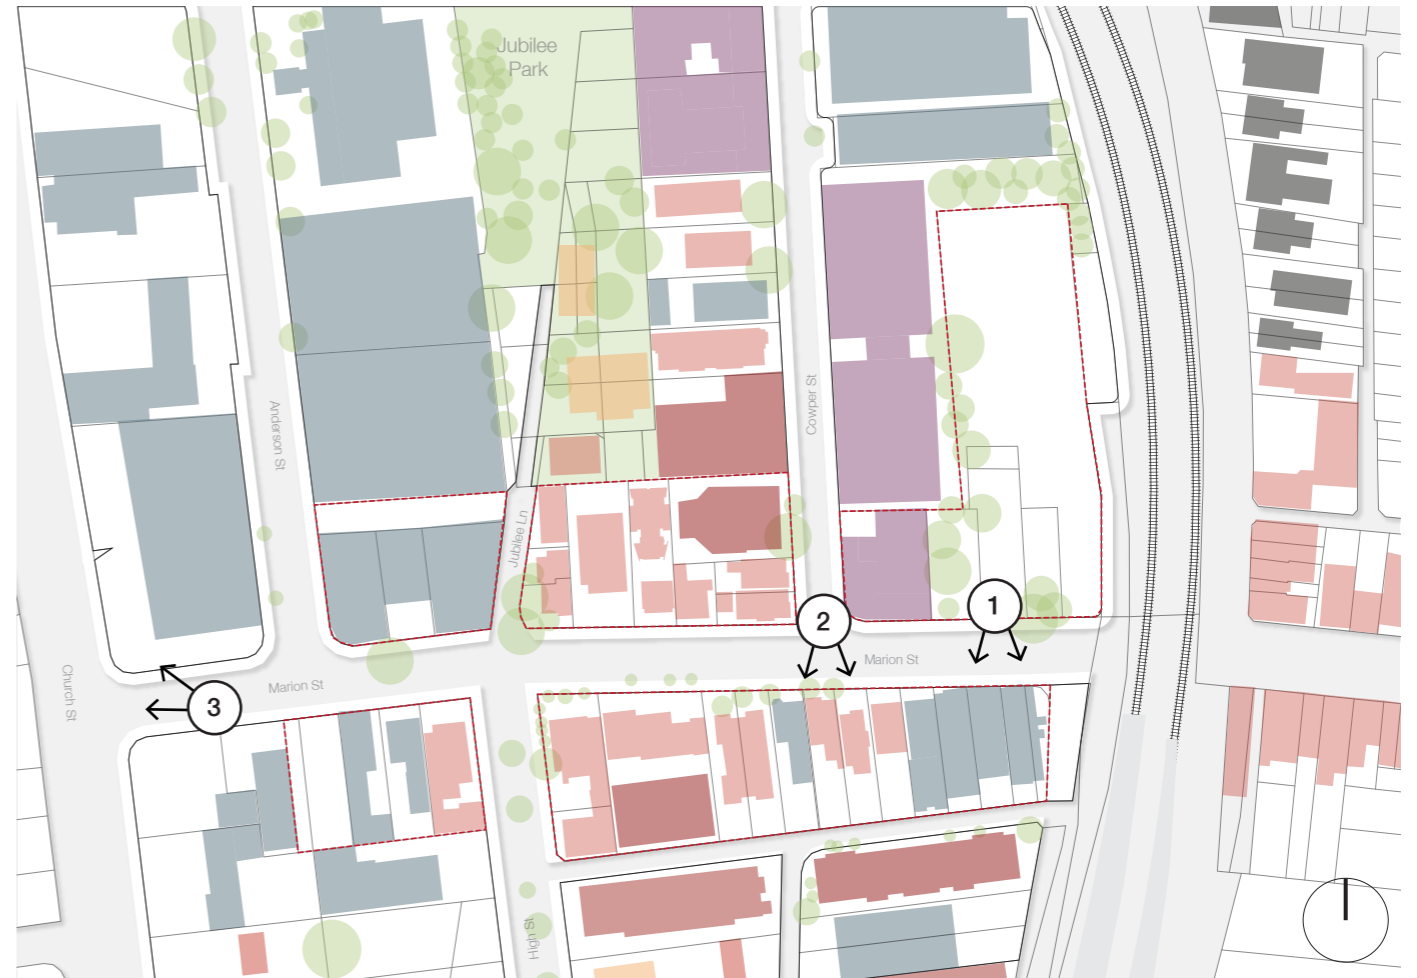 Jubilee
Park
Anderson St
Cowper St
Jubilee Ln
1
2
Marion St
Church St
Marion St
3
High St